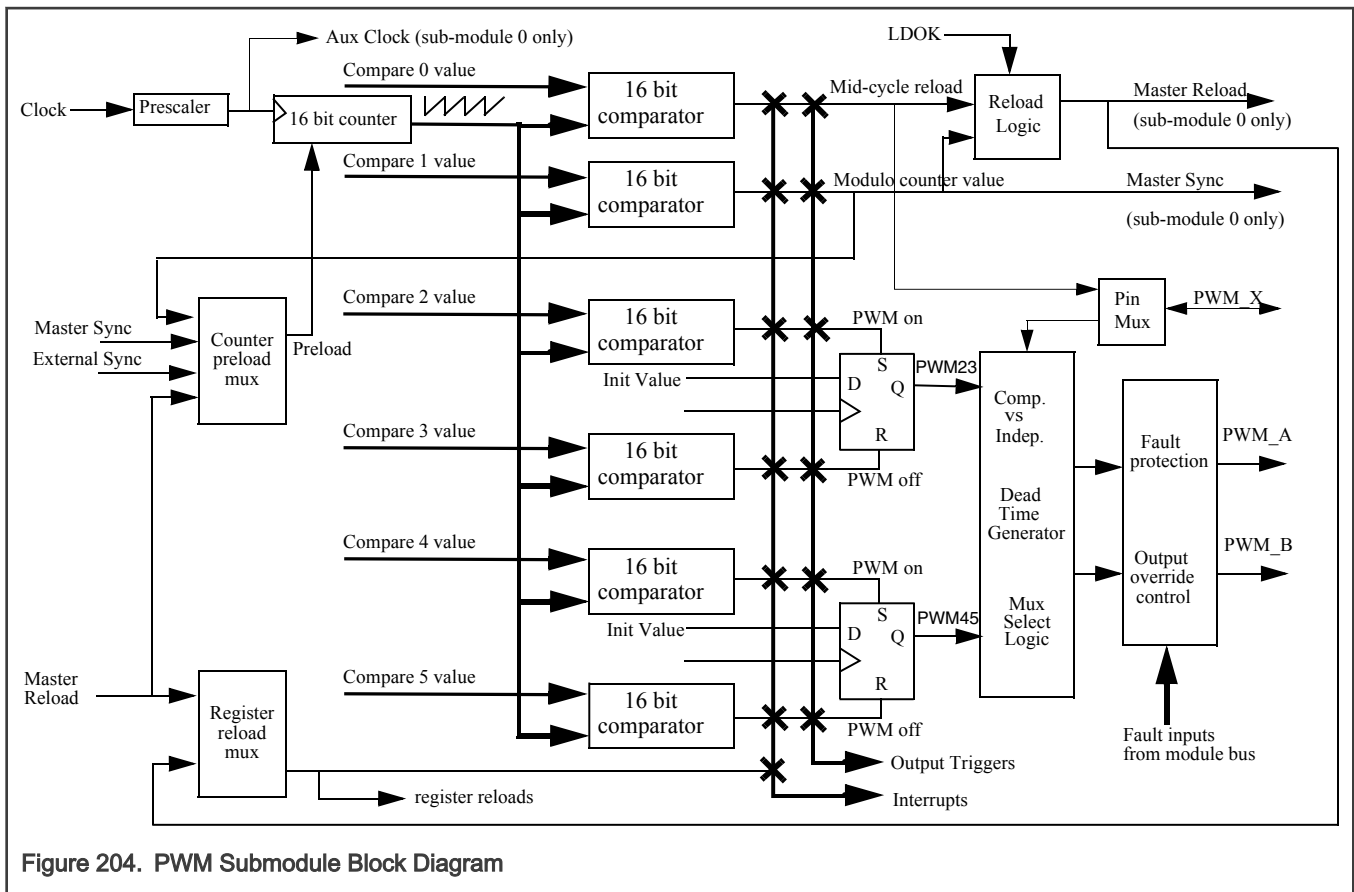 Aux Clock (sub-module 0 only)
LDOK
Compare 0 value
Clock
Prescaler
16 bit counter
16 bit
comparator
Mid-cycle reload
Reload
Logic
Master Reload
(sub-module 0 only)
Compare 1 value
16 bit
comparator
Modulo counter value
Master Sync
(sub-module 0 only)
Compare 2 value
16 bit
comparator
PWM on
Pin
Mux
PWM_X
Master Sync
External Sync
Counter
preload
mux
Preload
Init Value
D
S
Q
R
PWM23
Compare 3 value
16 bit
comparator
PWM off
Comp.
vs
Indep.
Dead
Time
Generator
Mux
Select
Logic
Fault
protection
Output
override
control
PWM_A
PWM_B
Compare 4 value
16 bit
comparator
PWM on
Init Value
D
S
Q
R
PWM45
Compare 5 value
16 bit
comparator
PWM off
Master
Reload
Register
reload
mux
Fault inputs
from module bus
Output Triggers
register reloads
Interrupts
Figure 204. PWM Submodule Block Diagram